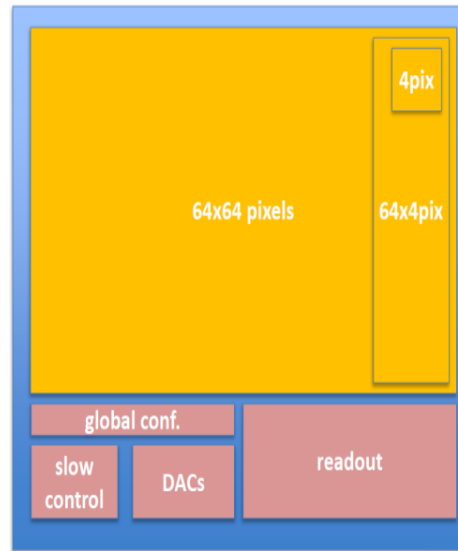 4pix
64x64 pixels
64x4pix
global conf.
readout
slow
control
DACs